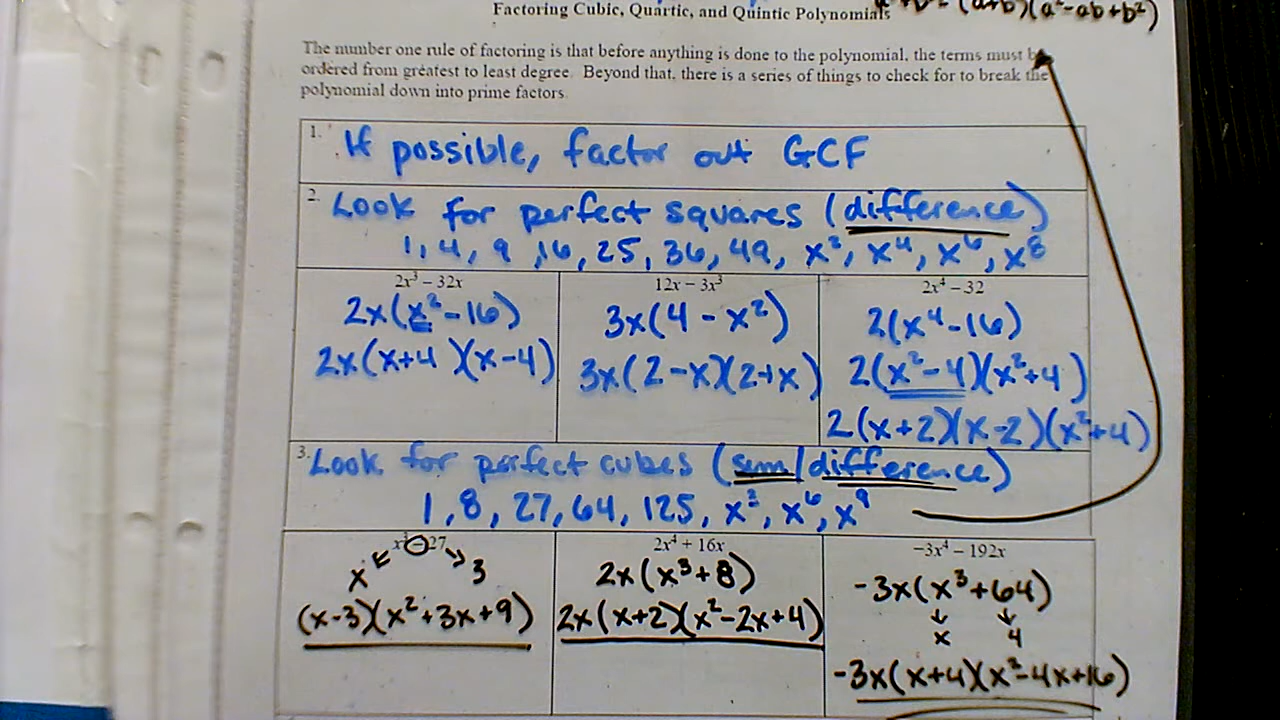 Factoring Cubic, Quartic, and Quintic Polynomials
(a+b)(a²-ab+b²)
The number one rule of factoring is that before anything is done to the polynomial, the terms must be
ordered from greatest to least degree. Beyond that, there is a series of things to check for to break the
polynomial down into prime factors.
1. If possible, factor out GCF
2. Look for perfect squares (difference)
1, 4, 9, 16, 25, 36, 49, x², x⁴, x⁶, x⁸
2x³ – 32x
2x(x²-16)
2x(x+4)(x-4)
12x – 3x³
3x(4-x²)
3x(2-x)(2+x)
2x⁴ – 32
2(x⁴-16)
2(x²-4)(x²+4)
2(x+2)(x-2)(x²+4)
3. Look for perfect cubes (sum/difference)
1, 8, 27, 64, 125, x³, x⁶, x⁹
x³ – 27
x 3
(x-3)(x²+3x+9)
2x⁴ + 16x
2x(x³+8)
2x(x+2)(x²-2x+4)
–3x⁴ – 192x
-3x(x³+64)
x 4
-3x(x+4)(x²-4x+16)